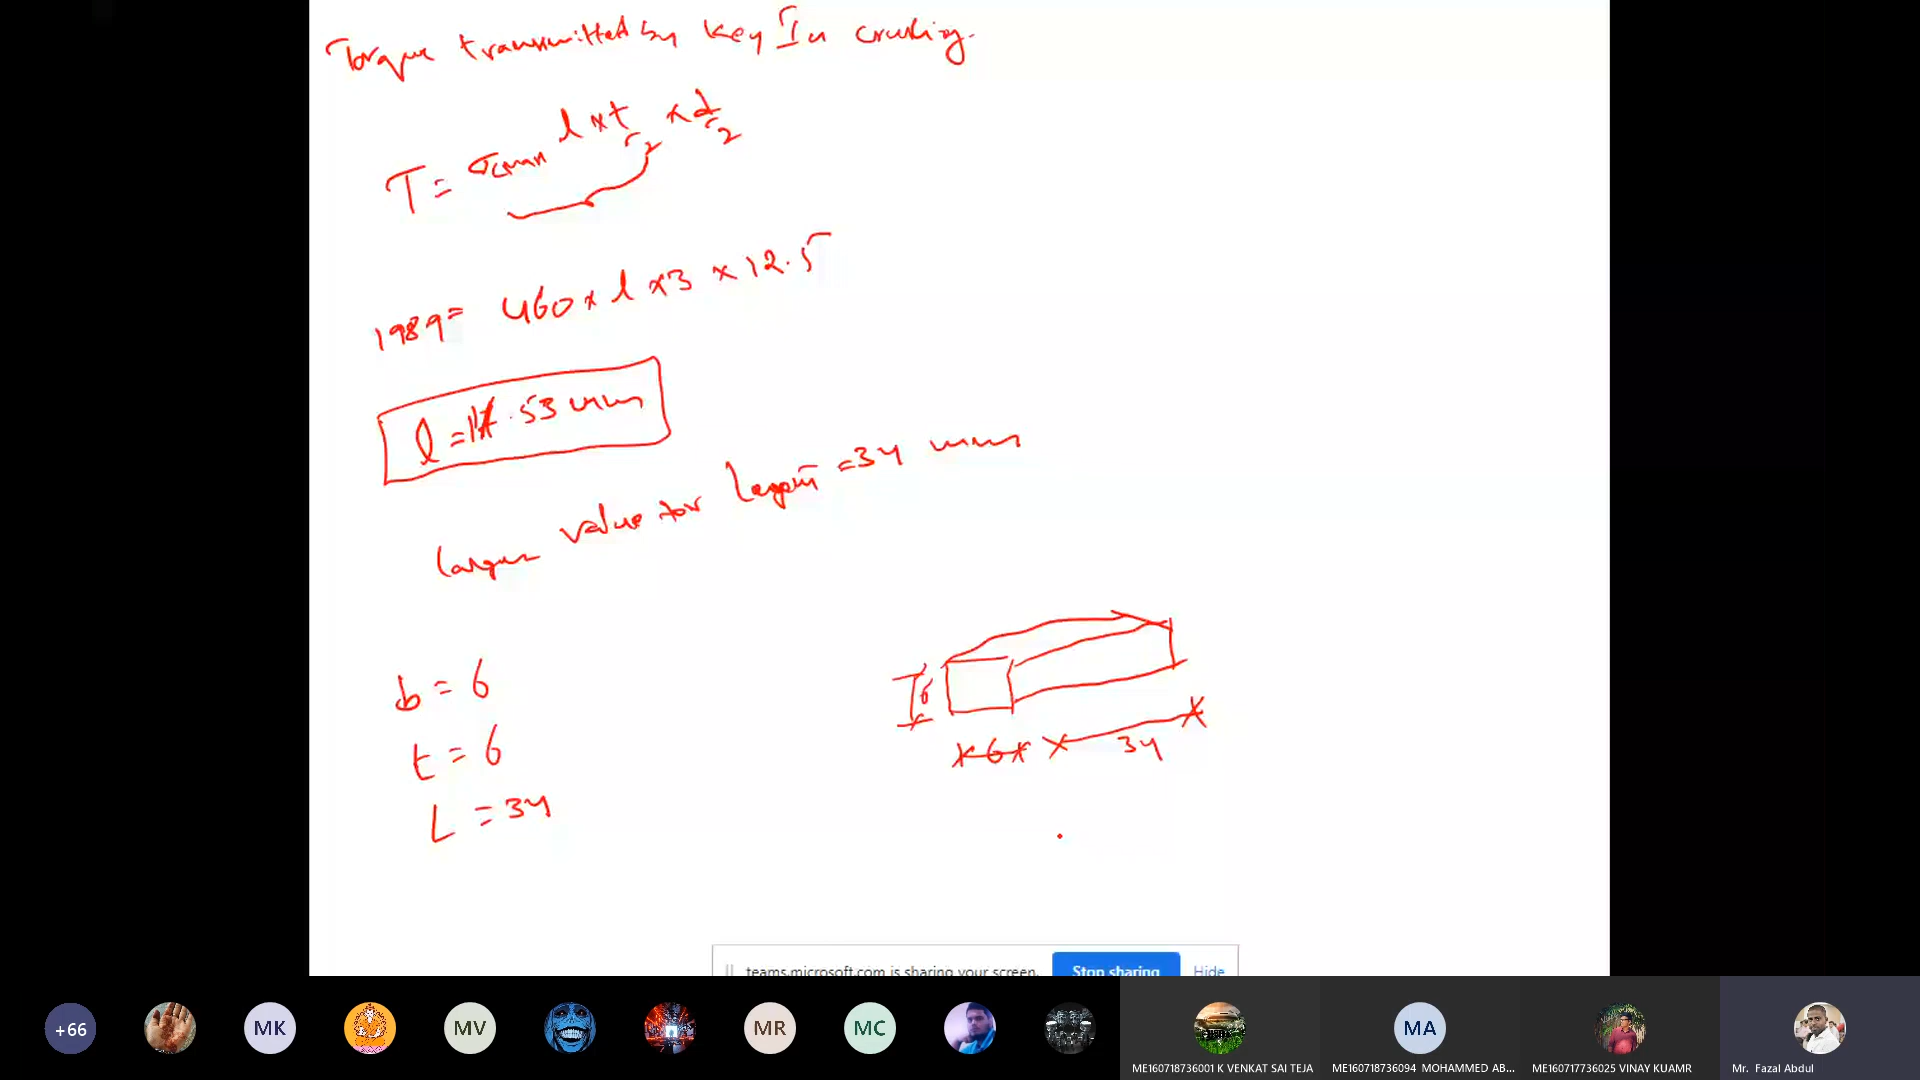 Torque transmitted by key In crushing.
T = σcmax l × t/2 × d/2
1989 = 460 × l × 3 × 12.5
l = 11.53 mm
larger value for = 34 mm
b = 6
t = 6
L = 34
6
6 34
teams.microsoft.com is sharing your screen. Stop sharing Hide
+66 MK MV MR MC MA
ME160718736001 K VENKAT SAI TEJA ME160718736094 MOHAMMED AB... ME160717736025 VINAY KUAMR Mr. Fazal Abdul